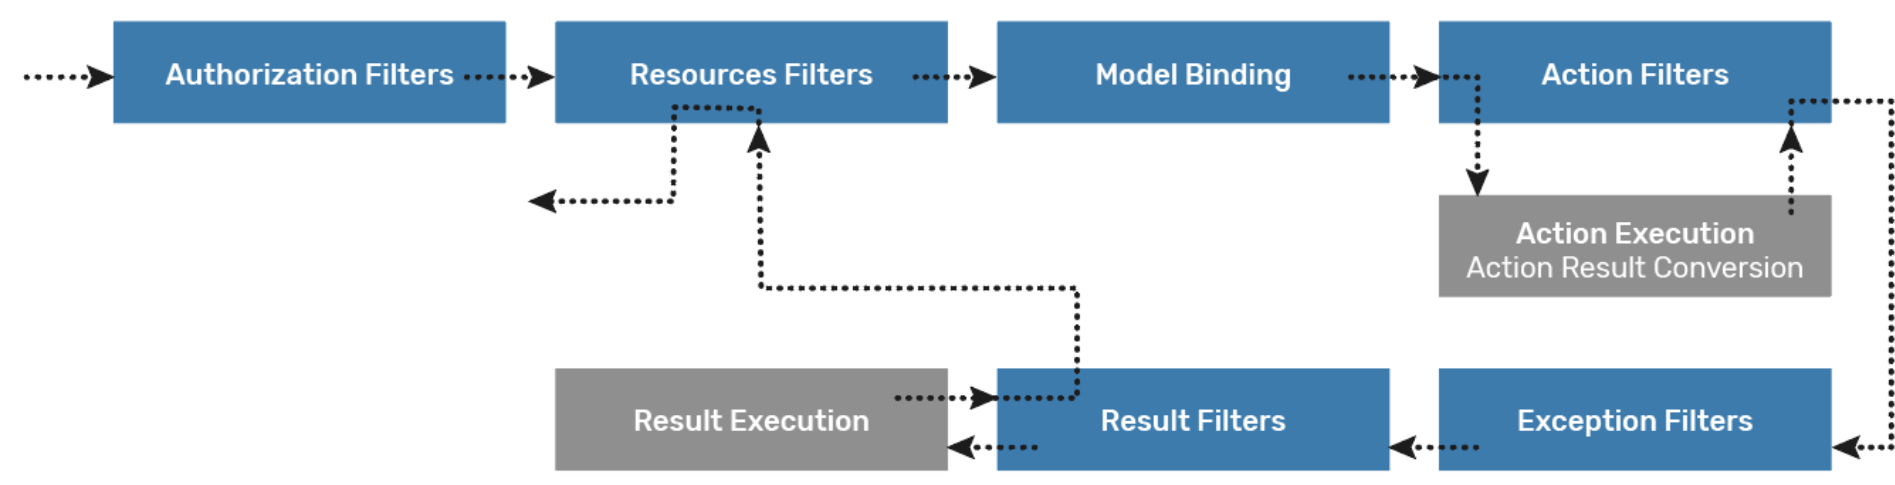 Authorization Filters
Resources Filters
Model Binding
Action Filters
Action Execution
Action Result Conversion
Result Execution
Result Filters
Exception Filters